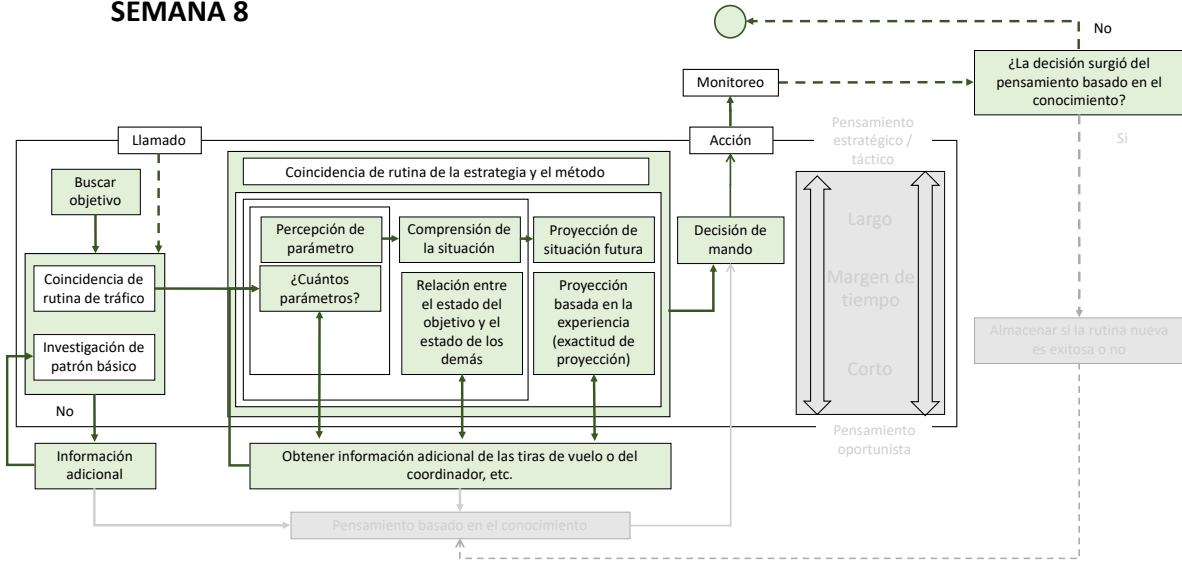 SEMANA 8
No
¿La decisión surgió del
pensamiento basado en el
conocimiento?
Monitoreo
Llamado
Acción
Pensamiento
estratégico /
táctico
Si
Buscar
objetivo
Coincidencia de rutina de la estrategia y el método
Percepción de
parámetro
Comprensión de
la situación
Proyección de
situación futura
Decisión de
mando
Largo
Coincidencia de
rutina de tráfico
¿Cuántos
parámetros?
Relación entre
el estado del
objetivo y el
estado de los
demás
Proyección
basada en la
experiencia
(exactitud de
proyección)
Margen de
tiempo
Investigación de
patrón básico
Almacenar si la rutina nueva
es exitosa o no
Corto
No
Pensamiento
oportunista
Información
adicional
Obtener información adicional de las tiras de vuelo o del
coordinador, etc.
Pensamiento basado en el conocimiento